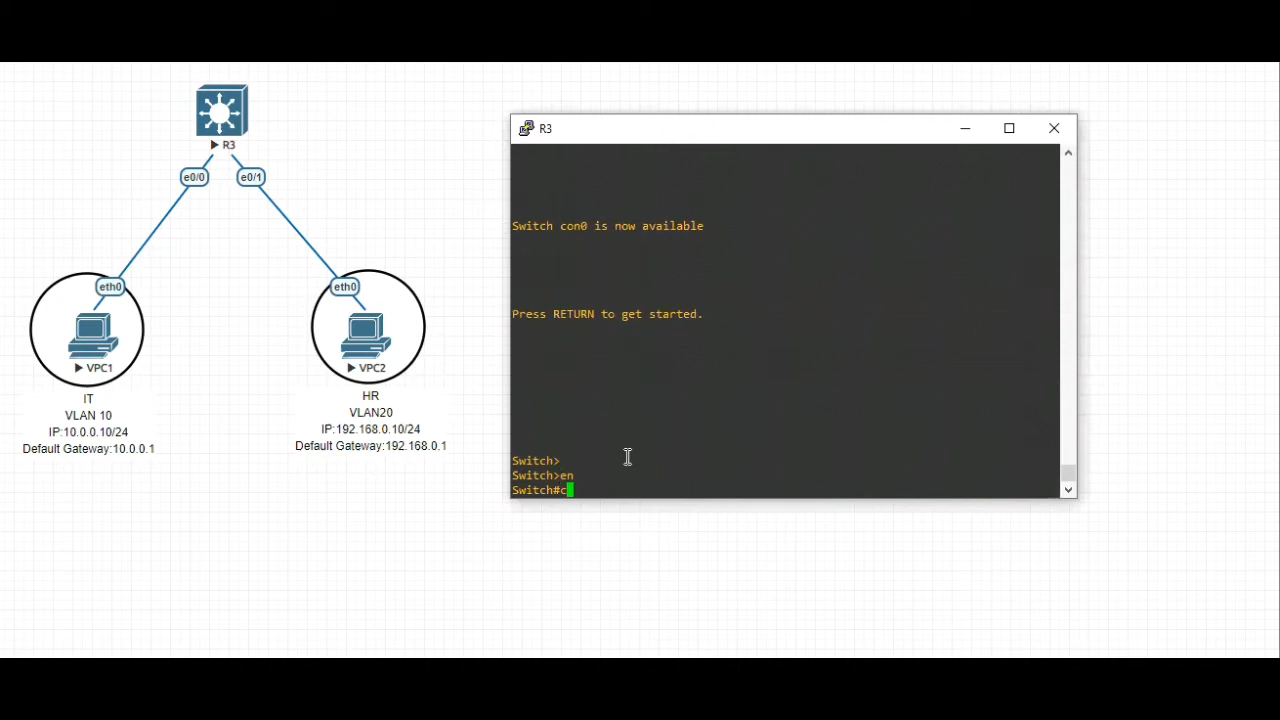 R3
e0/0
e0/1
eth0
eth0
VPC1
VPC2
IT
VLAN 10
IP:10.0.0.10/24
Default Gateway:10.0.0.1
HR
VLAN20
IP:192.168.0.10/24
Default Gateway:192.168.0.1
R3
Switch con0 is now available
Press RETURN to get started.
Switch>
Switch>en
Switch#c